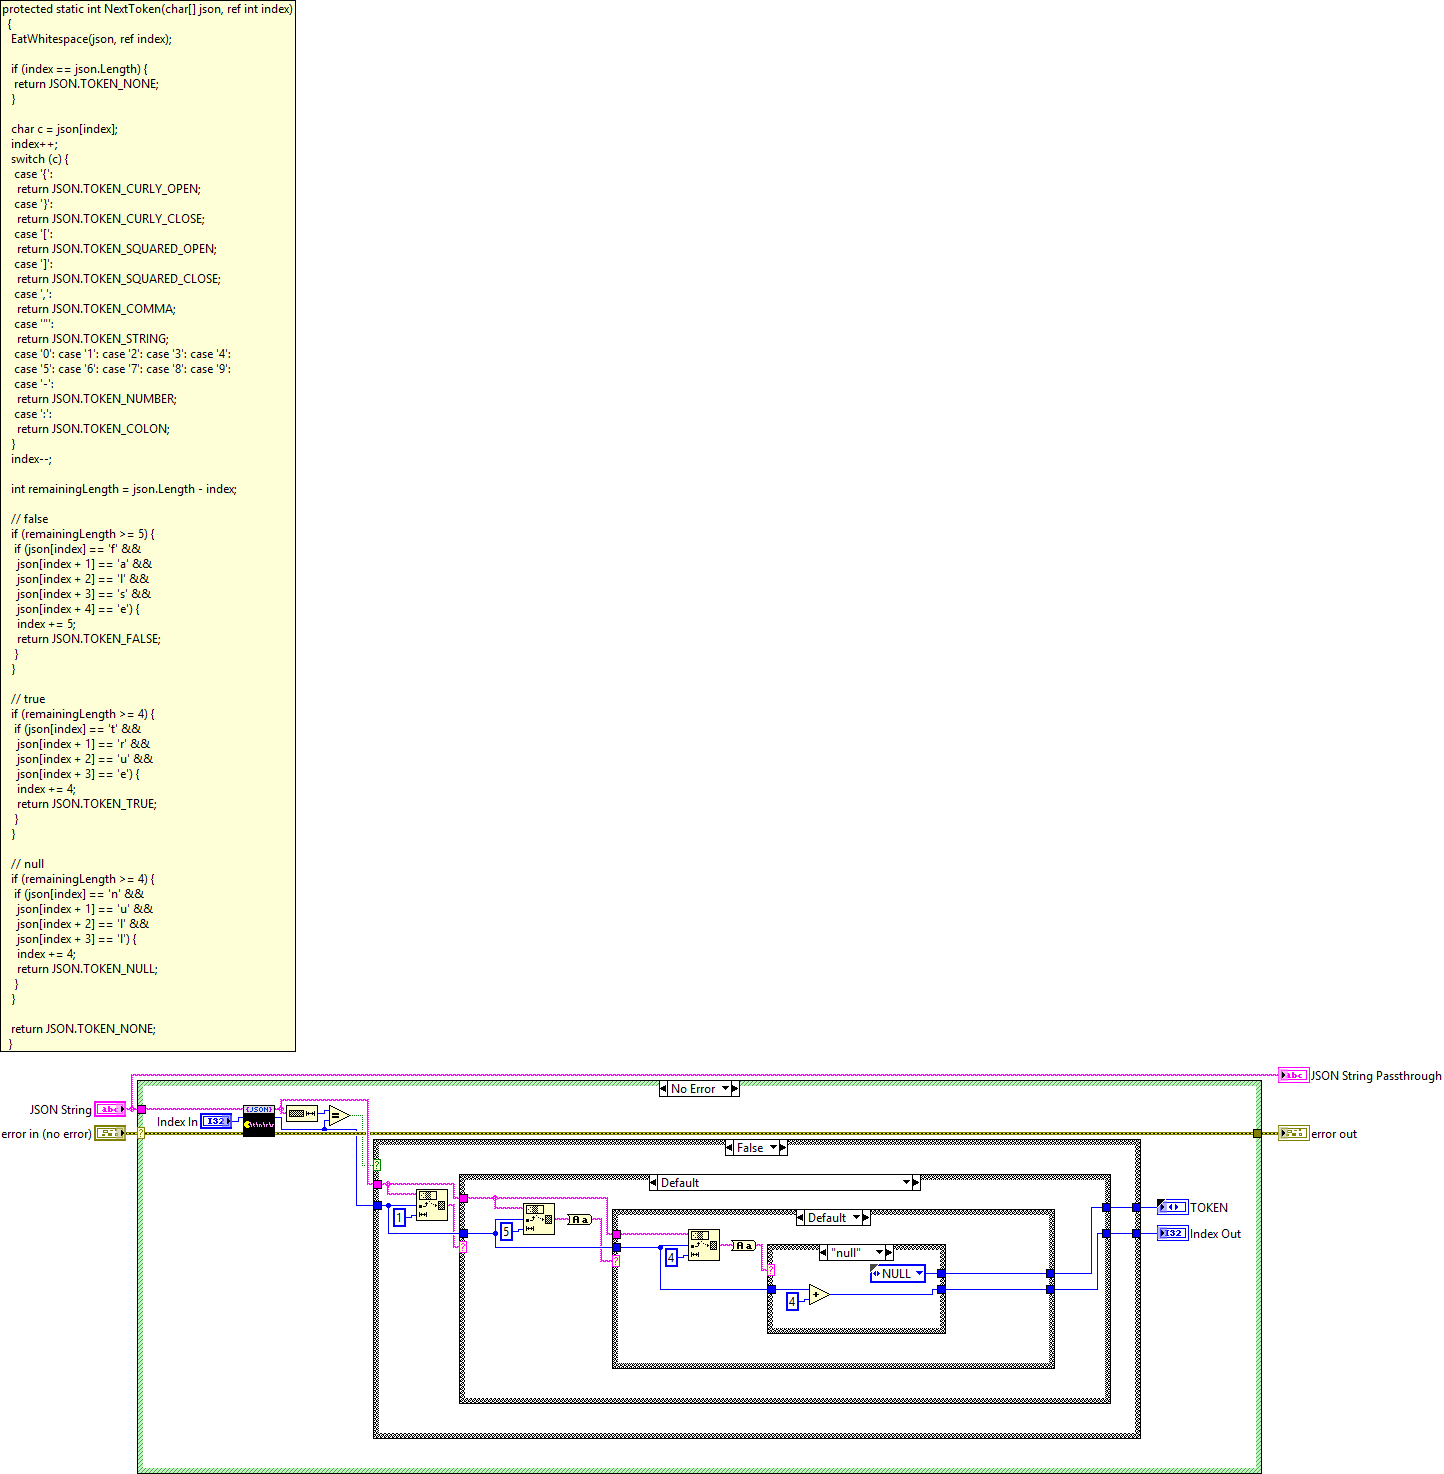 protected static int NextToken(char[] json, ref int index)
{
EatWhitespace(json, ref index);
if (index == json.Length) {
return JSON.TOKEN_NONE;
}
char c = json[index];
index++;
switch (c) {
case '{':
return JSON.TOKEN_CURLY_OPEN;
case '}':
return JSON.TOKEN_CURLY_CLOSE;
case '[':
return JSON.TOKEN_SQUARED_OPEN;
case ']':
return JSON.TOKEN_SQUARED_CLOSE;
case ',':
return JSON.TOKEN_COMMA;
case '"':
return JSON.TOKEN_STRING;
case '0': case '1': case '2': case '3': case '4':
case '5': case '6': case '7': case '8': case '9':
case '-':
return JSON.TOKEN_NUMBER;
case ':':
return JSON.TOKEN_COLON;
}
index--;
int remainingLength = json.Length - index;
// false
if (remainingLength >= 5) {
if (json[index] == 'f' &&
json[index + 1] == 'a' &&
json[index + 2] == 'l' &&
json[index + 3] == 's' &&
json[index + 4] == 'e') {
index += 5;
return JSON.TOKEN_FALSE;
}
}
// true
if (remainingLength >= 4) {
if (json[index] == 't' &&
json[index + 1] == 'r' &&
json[index + 2] == 'u' &&
json[index + 3] == 'e') {
index += 4;
return JSON.TOKEN_TRUE;
}
}
// null
if (remainingLength >= 4) {
if (json[index] == 'n' &&
json[index + 1] == 'u' &&
json[index + 2] == 'l' &&
json[index + 3] == 'l') {
index += 4;
return JSON.TOKEN_NULL;
}
}
return JSON.TOKEN_NONE;
}
abc JSON String Passthrough
No Error
JSON String abc
{JSON}
Index In I32
=
error in (no error)
?
error out
False
?
Default
1
5
Aa
?
Default
4
Aa
?
"null"
?
NULL
4
+
TOKEN
I32 Index Out